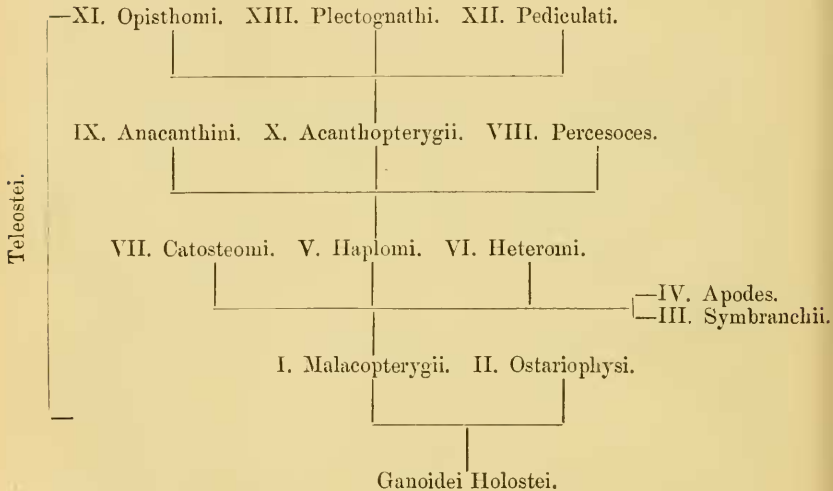 XI. Opisthomi. XIII. Plectognathi. XII. Pediculati.
IX. Anacanthini. X. Acanthopterygii. VIII. Percesoces.
Teleostei.
VII. Catosteomi. V. Haplomi. VI. Heteromi.
IV. Apodes.
III. Symbranchii.
I. Malacopterygii. II. Ostariophysi.
Ganoidei Holostei.